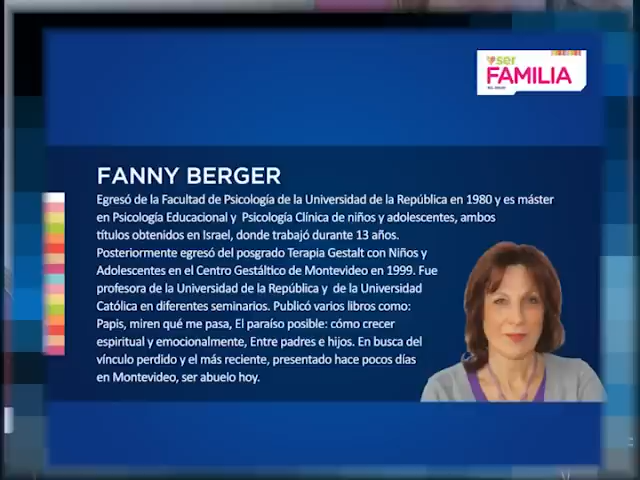 ser
FAMILIA
FANNY BERGER
Egresó de la Facultad de Psicología de la Universidad de la República en 1980 y es máster
en Psicología Educacional y Psicología Clínica de niños y adolescentes, ambos
títulos obtenidos en Israel, donde trabajó durante 13 años.
Posteriormente egresó del posgrado Terapia Gestalt con Niños y
Adolescentes en el Centro Gestáltico de Montevideo en 1999. Fue
profesora de la Universidad de la República y de la Universidad
Católica en diferentes seminarios. Publicó varios libros como:
Papis, miren qué me pasa, El paraíso posible: cómo crecer
espiritual y emocionalmente, Entre padres e hijos. En busca del
vínculo perdido y el más reciente, presentado hace pocos días
en Montevideo, ser abuelo hoy.